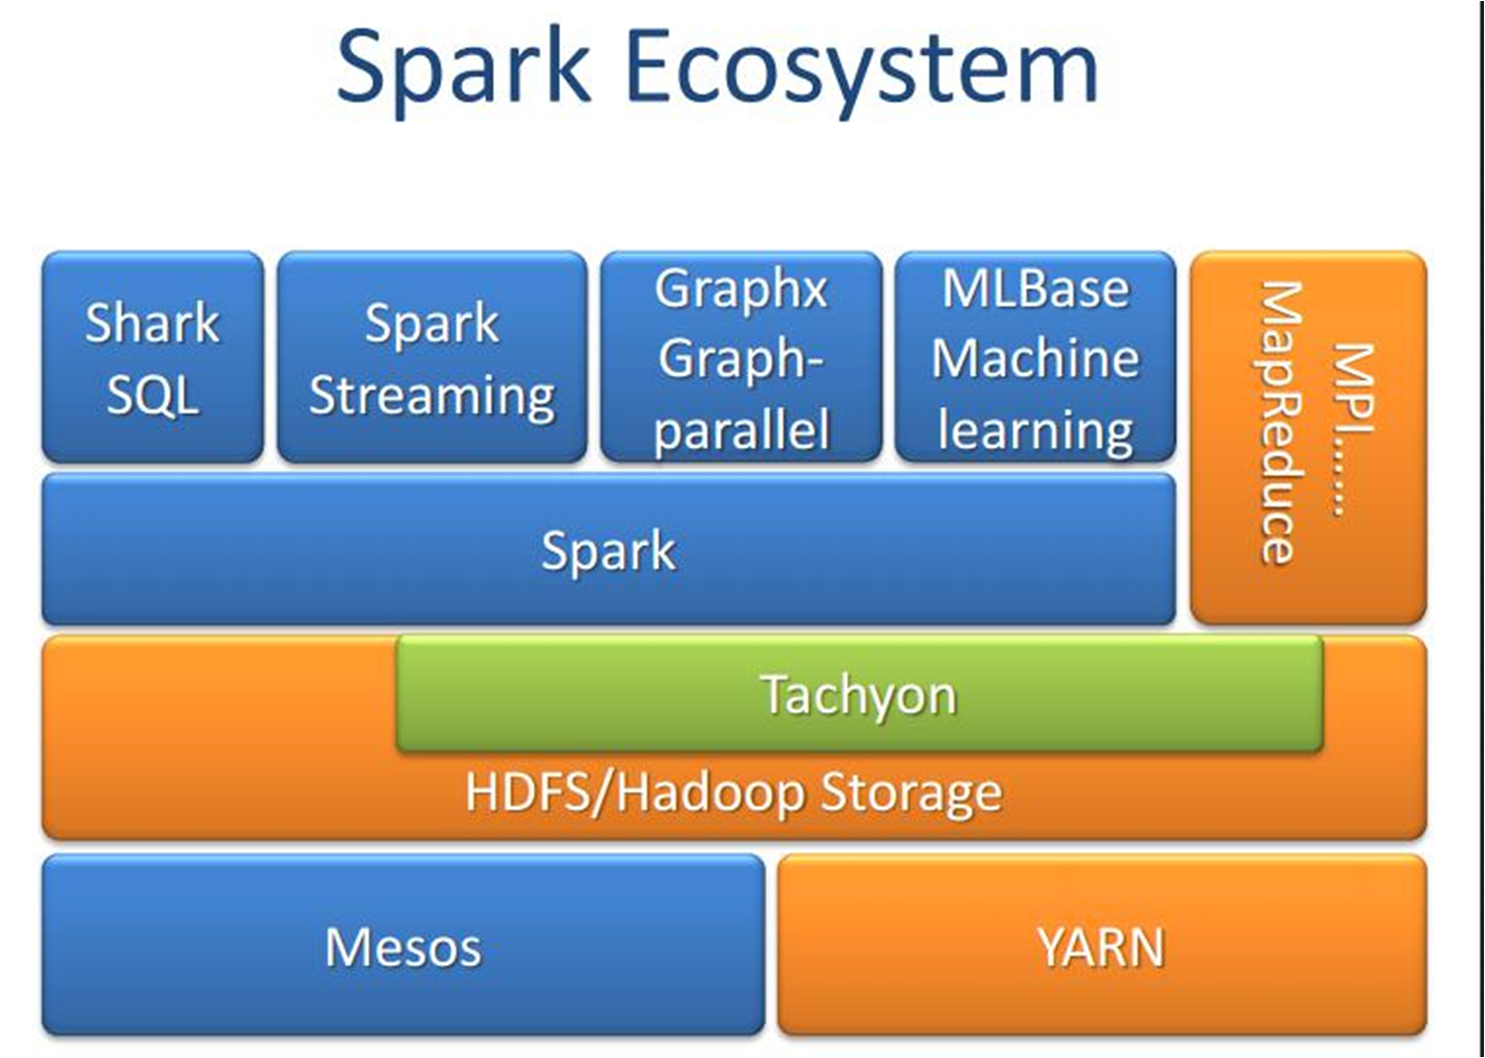 Spark Ecosystem
Shark
SQL
Spark
Streaming
Graphx
Graph-
parallel
MLBase
Machine
learning
MPI......
MapReduce
Spark
Tachyon
HDFS/Hadoop Storage
Mesos
YARN